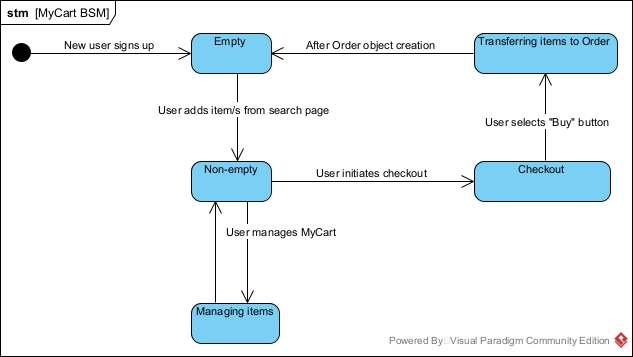 stm [MyCart BSM]
New user signs up
Empty
After Order object creation
Transferring items to Order
User adds item/s from search page
User selects "Buy" button
Non-empty
User initiates checkout
Checkout
User manages MyCart
Managing items
Powered By Visual Paradigm Community Edition